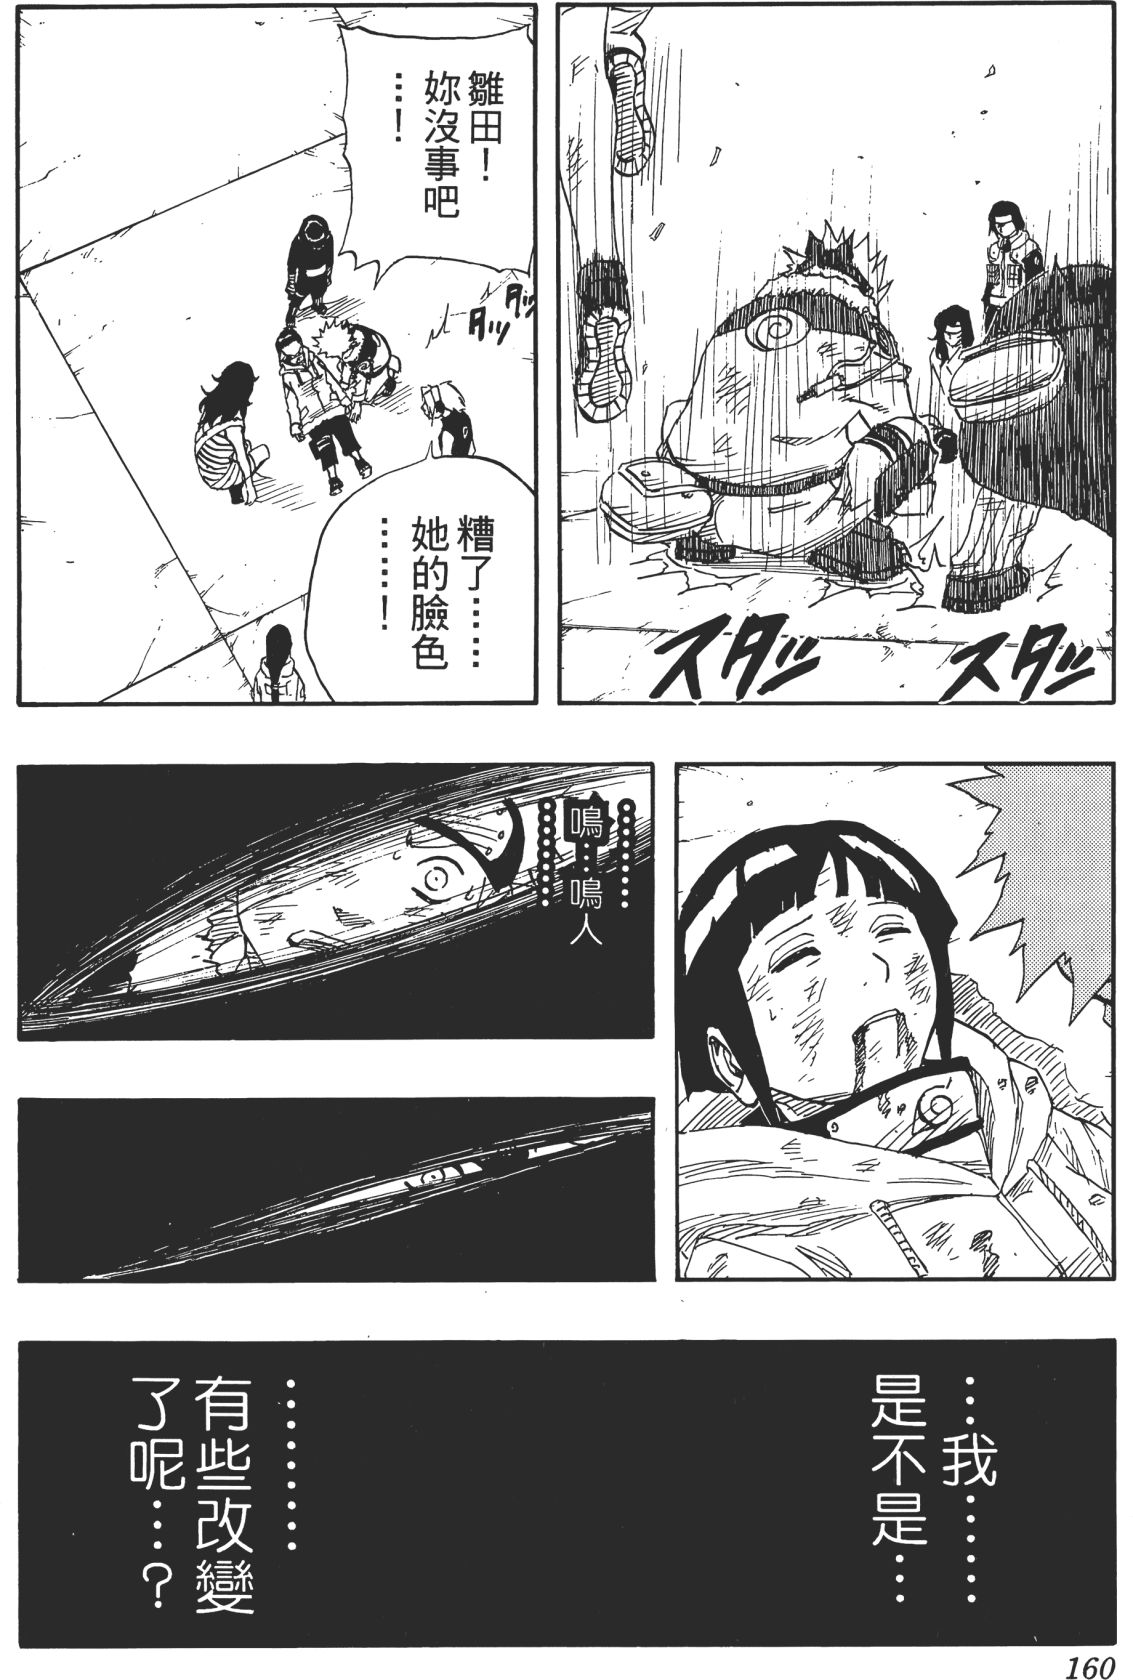 スタッ
スタッ
雛田！
妳沒事吧
……！
タッ
タッ
糟了……
她的臉色
………！
………
鳴…鳴人
………
…我……
是不是…
………
有些改變
了呢…？
160